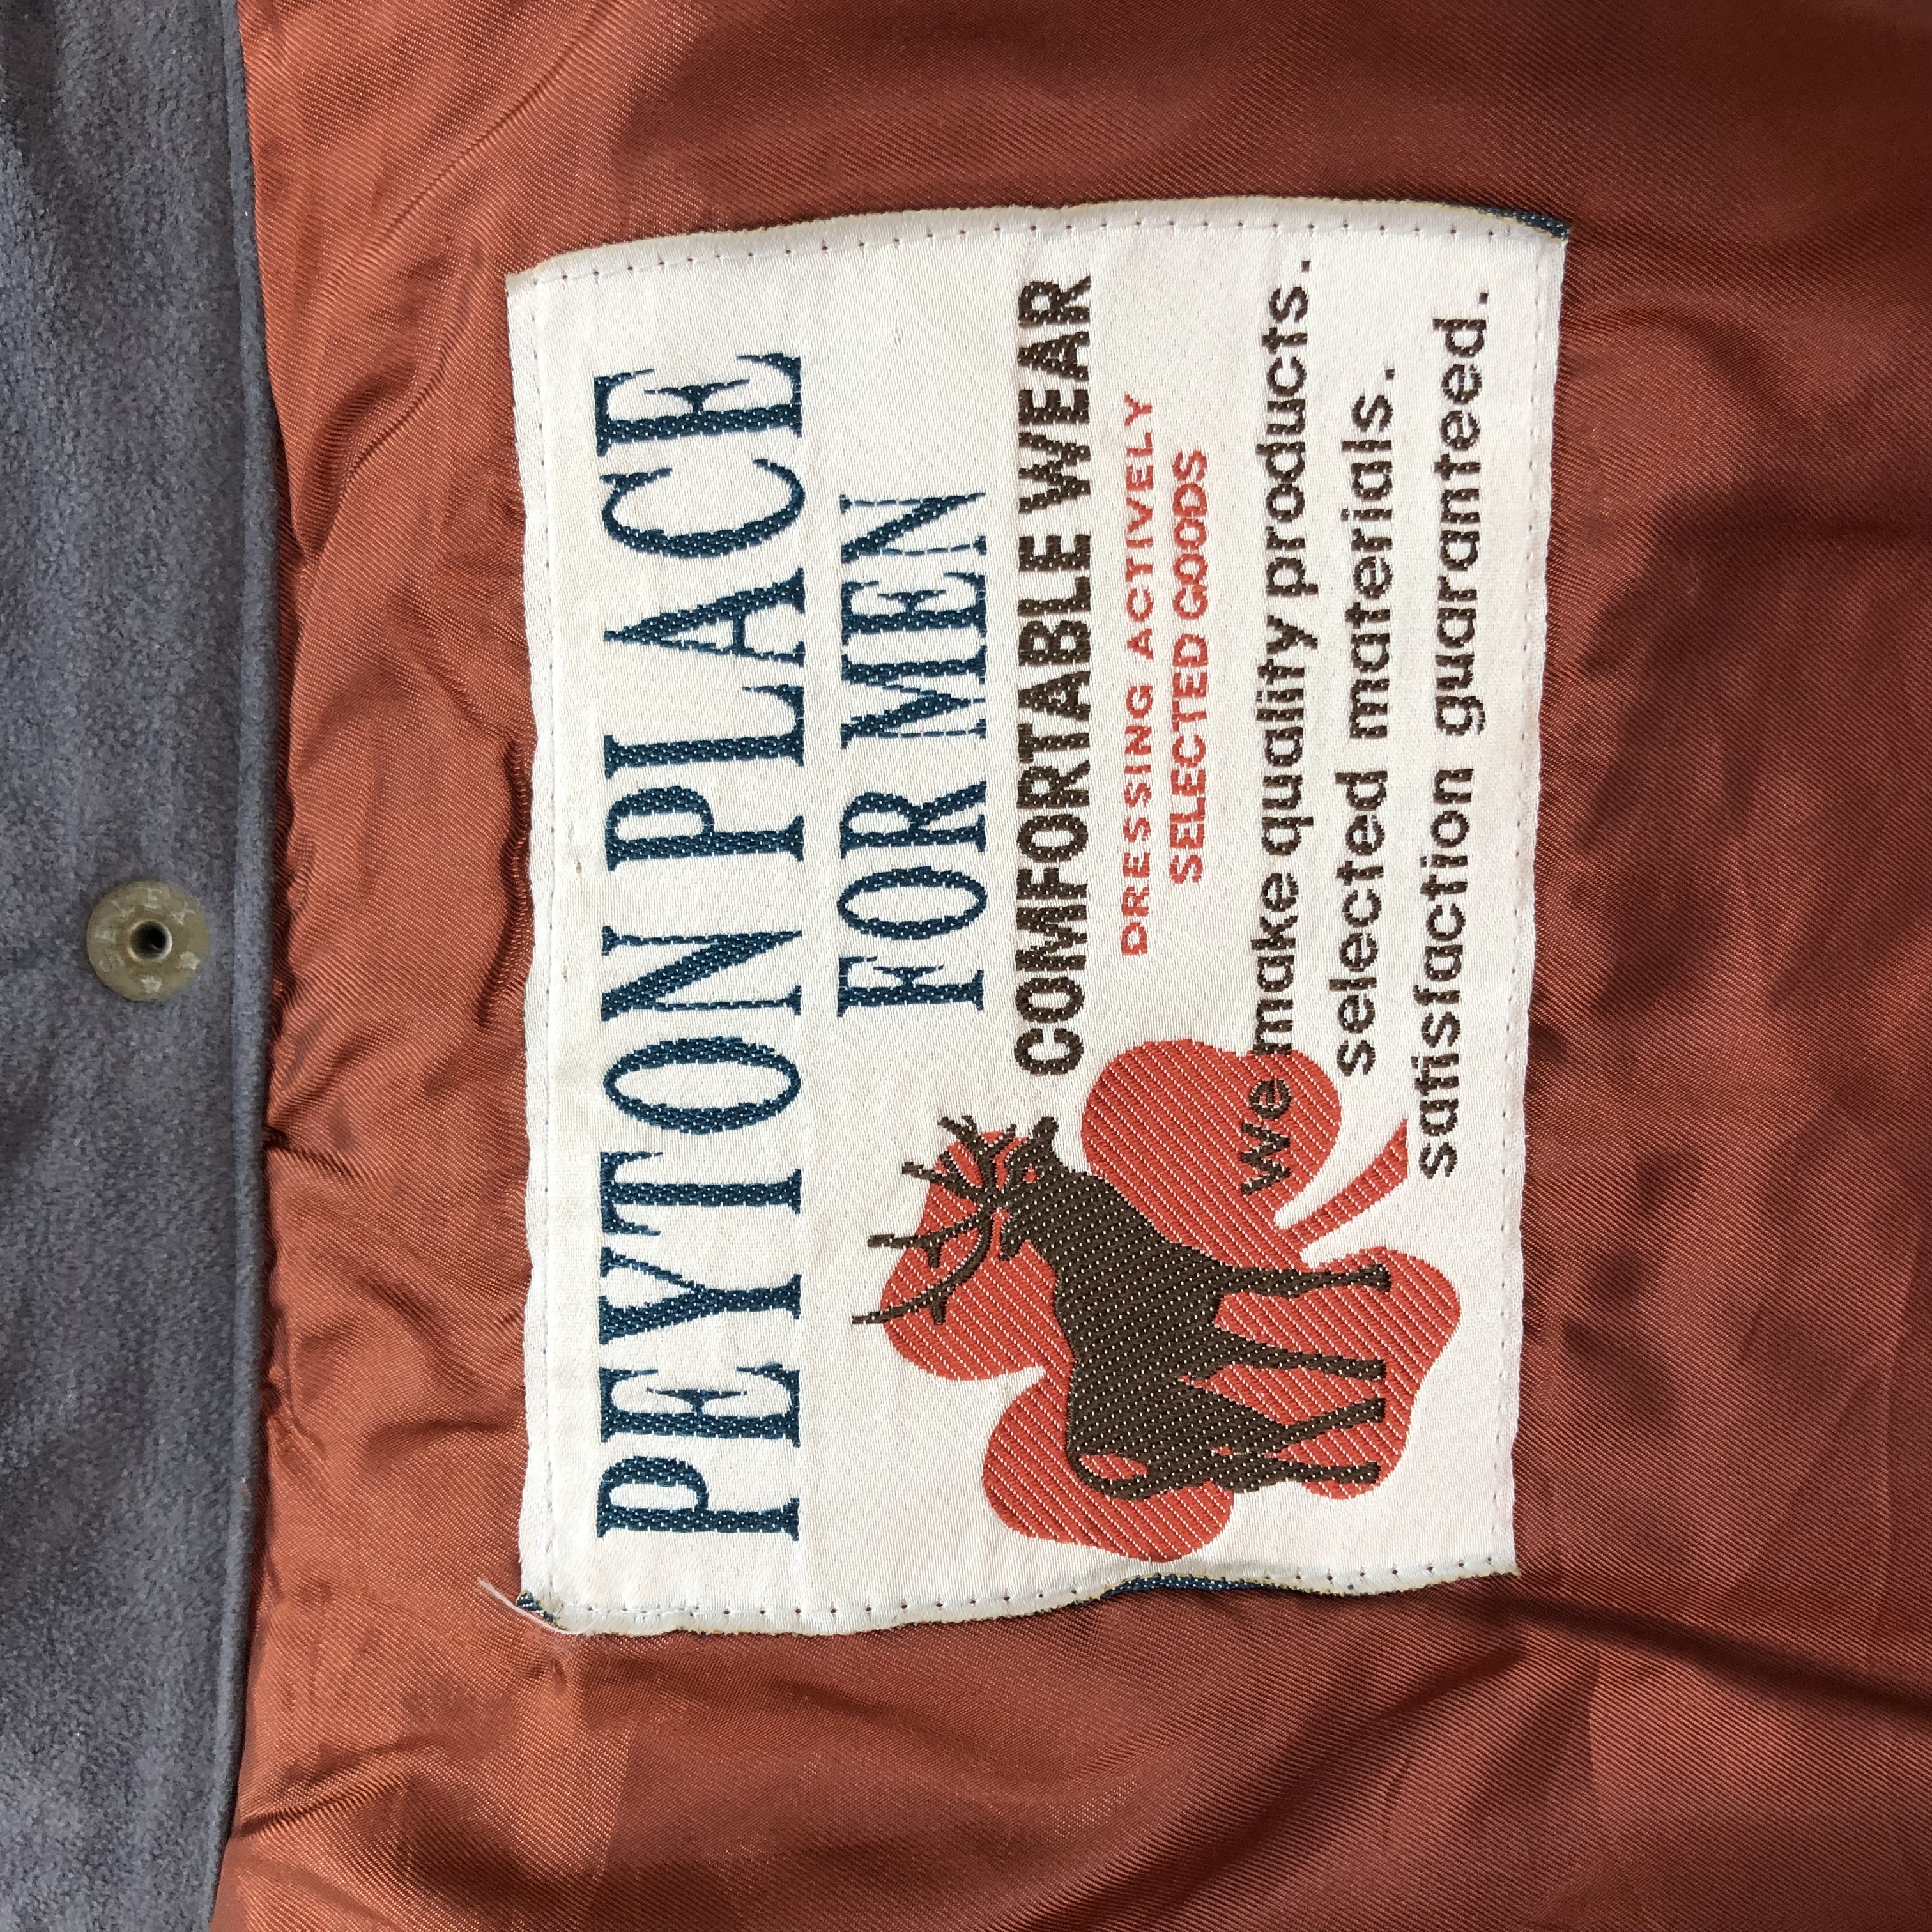 PEYTON PLACE
FOR MEN
COMFORTABLE WEAR
DRESSING ACTIVELY
SELECTED GOODS
we make quality products.
selected materials.
satisfaction guaranteed.